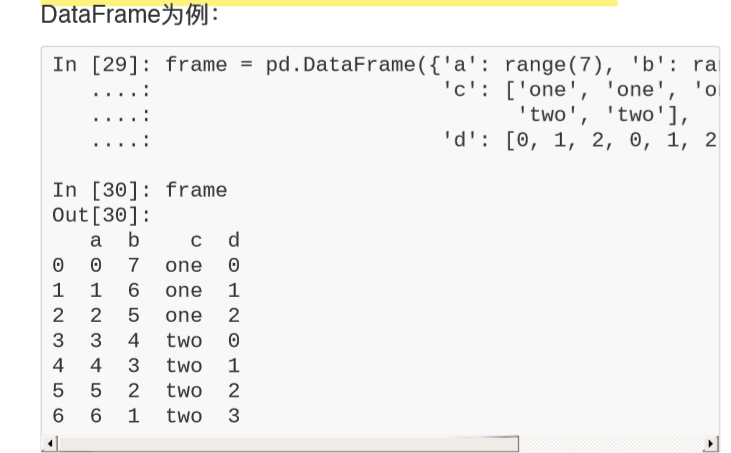 DataFrame为例：
In [29]: frame = pd.DataFrame({'a': range(7), 'b': ra
....: 'c': ['one', 'one', 'o
....: 'two', 'two'],
....: 'd': [0, 1, 2, 0, 1, 2
In [30]: frame
Out[30]:
a b c d
0 0 7 one 0
1 1 6 one 1
2 2 5 one 2
3 3 4 two 0
4 4 3 two 1
5 5 2 two 2
6 6 1 two 3